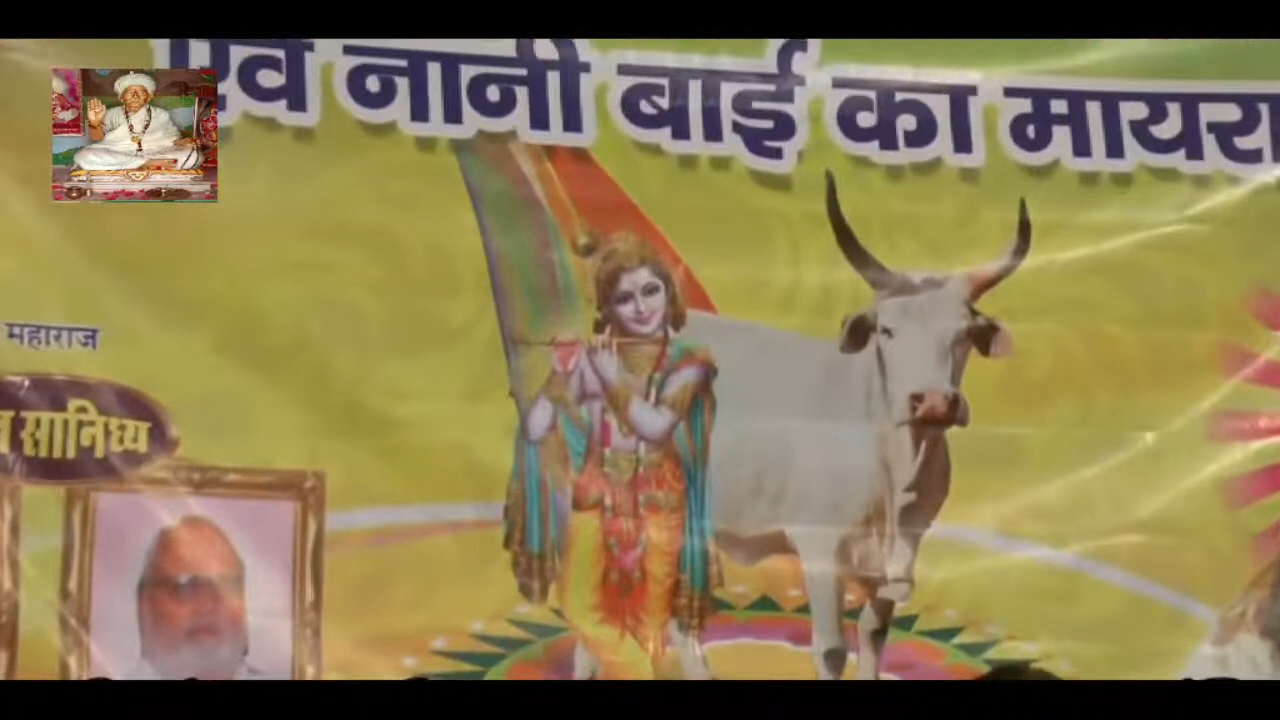 एवं नानी बाई का मायरा
महाराज
सानिध्य